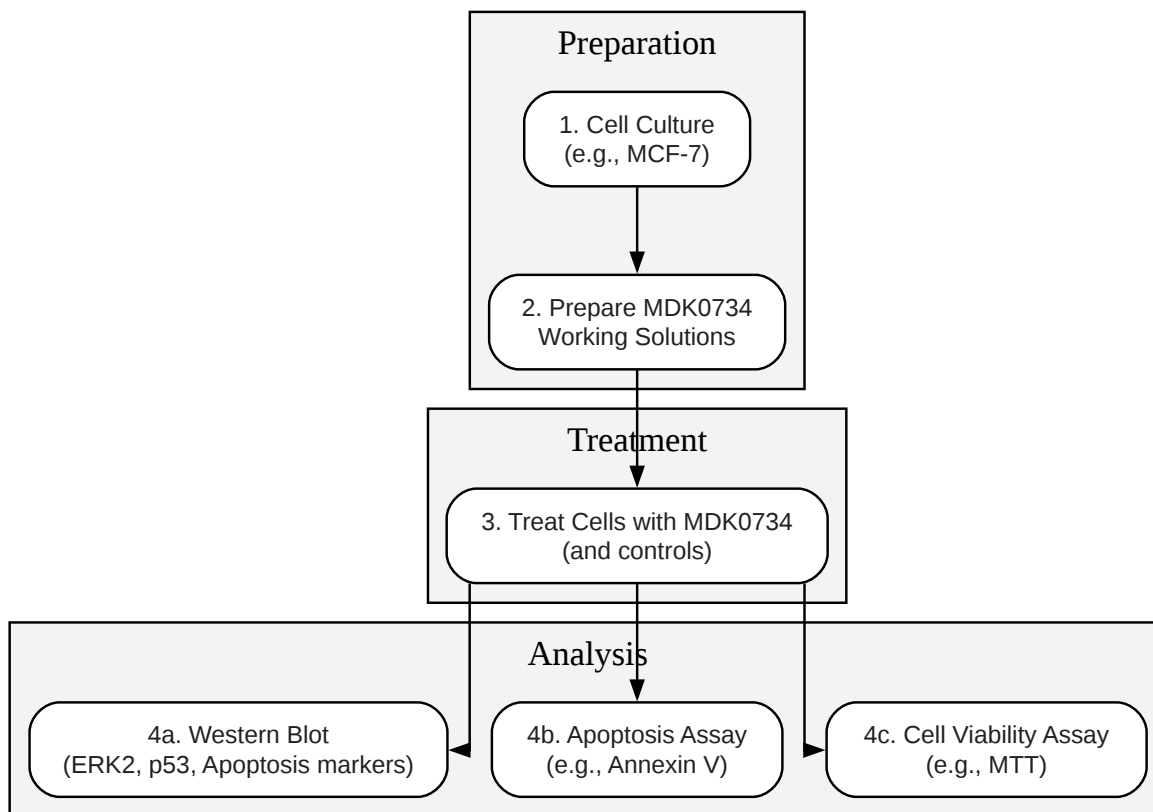 Preparation
1. Cell Culture
(e.g., MCF-7)
2. Prepare MDK0734
Working Solutions
Treatment
3. Treat Cells with MDK0734
(and controls)
Analysis
4a. Western Blot
(ERK2, p53, Apoptosis markers)
4b. Apoptosis Assay
(e.g., Annexin V)
4c. Cell Viability Assay
(e.g., MTT)